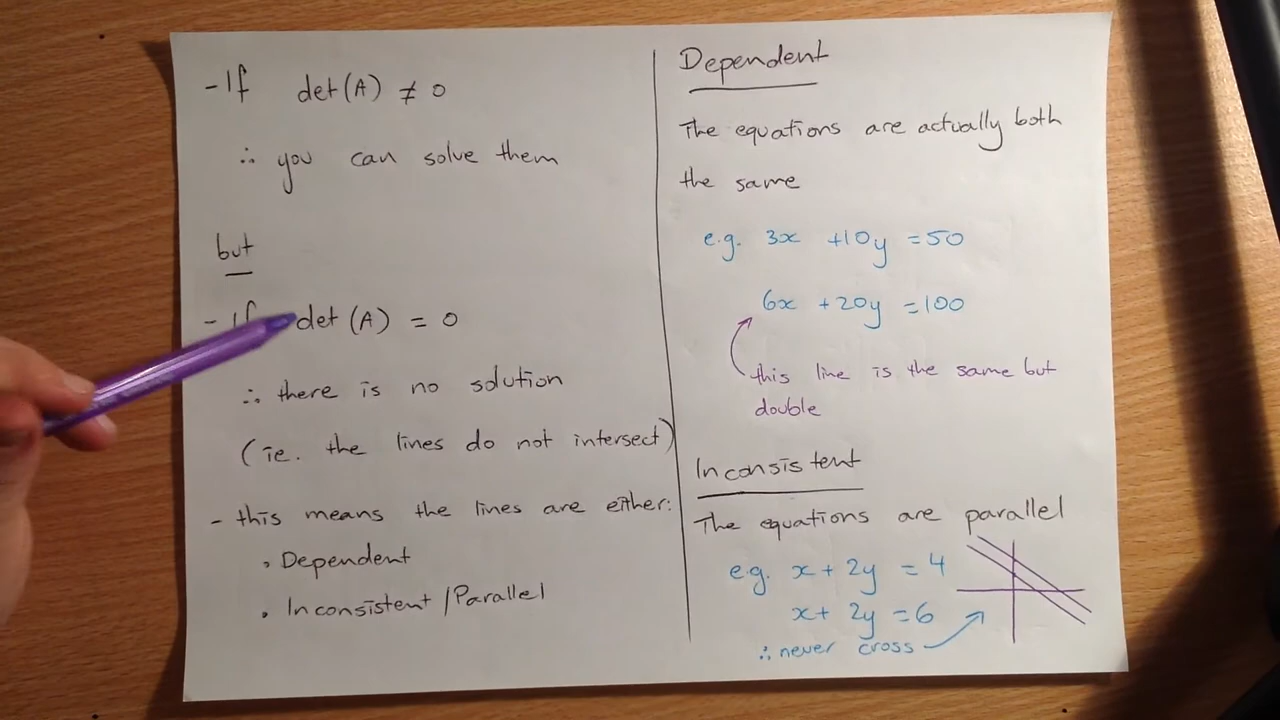 - If det(A) ≠ 0
∴ you can solve them
but
- If det(A) = 0
∴ there is no solution
(ie. the lines do not intersect)
- this means the lines are either:
• Dependent
• Inconsistent/Parallel
Dependent
The equations are actually both
the same
e.g. 3x +10y =50
6x +20y =100
this line is the same but
double
Inconsistent
The equations are parallel
e.g. x + 2y = 4
x + 2y = 6
∴ never cross